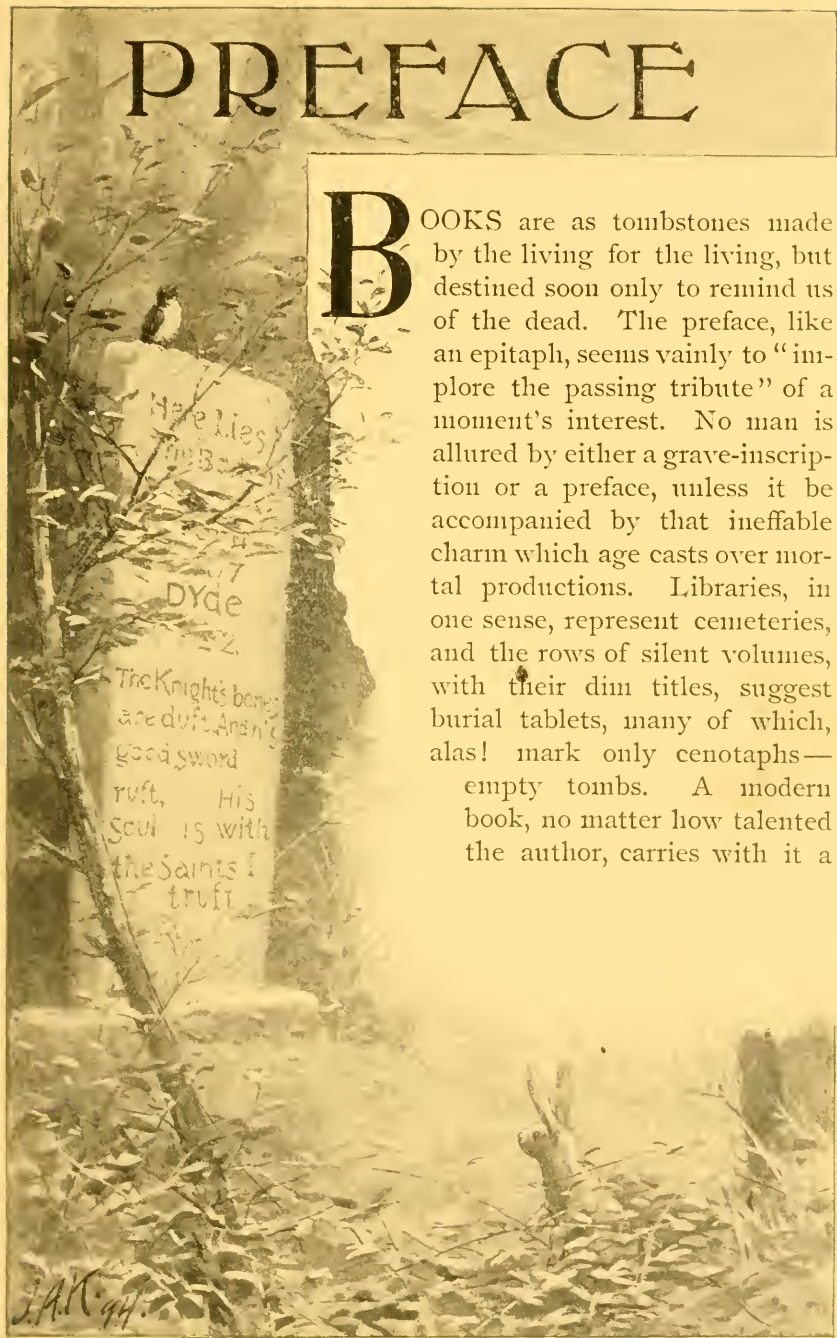 PREFACE
BOOKS are as tombstones made
by the living for the living, but
destined soon only to remind us
of the dead. The preface, like
an epitaph, seems vainly to “im-
plore the passing tribute” of a
moment's interest. No man is
allured by either a grave-inscrip-
tion or a preface, unless it be
accompanied by that ineffable
charm which age casts over mor-
tal productions. Libraries, in
one sense, represent cemeteries,
and the rows of silent volumes,
with their dim titles, suggest
burial tablets, many of which,
alas! mark only cenotaphs—
empty tombs. A modern
book, no matter how talented
the author, carries with it a
Here Lies
7
DYde
2
The Knight's bones
are duſt
good sword
ruſt, His
Soul is with
the Saints I
truſt
J.A.K. 94.